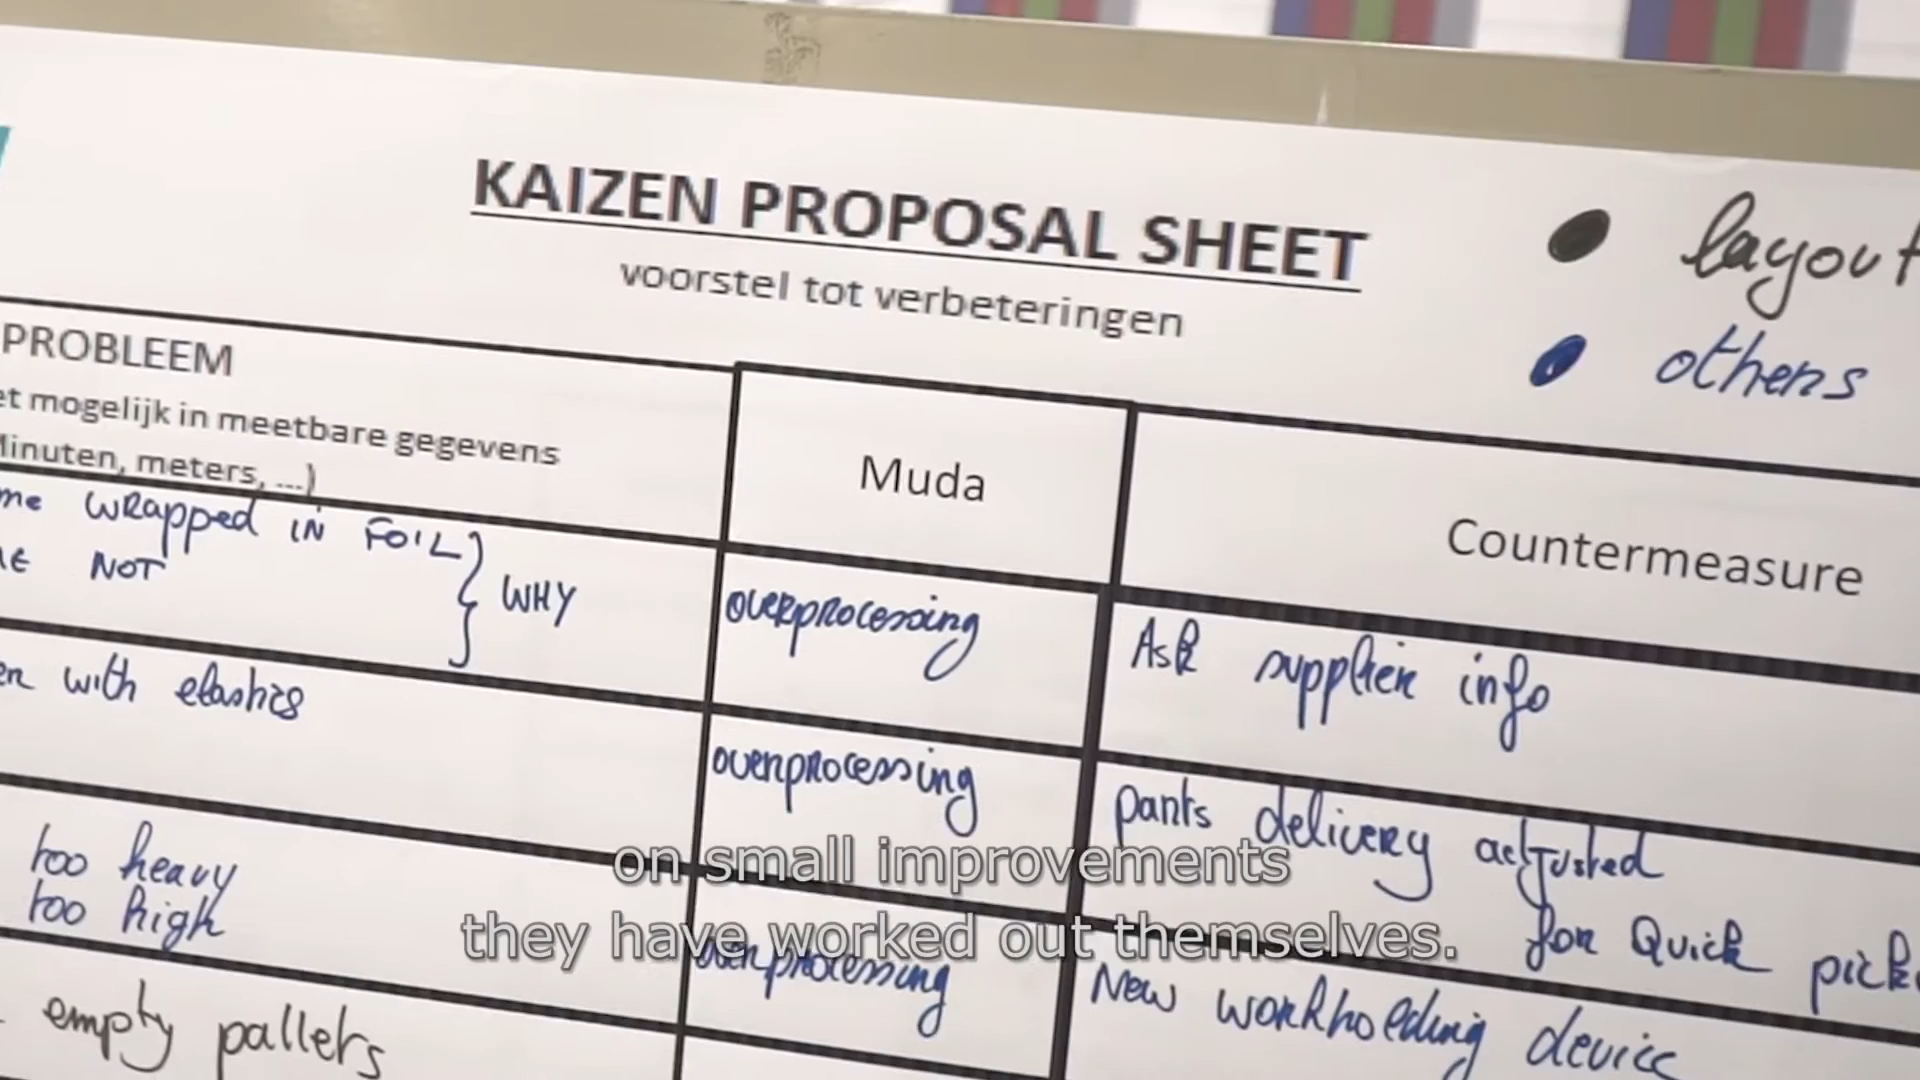 KAIZEN PROPOSAL SHEET
voorstel tot verbeteringen
layout
others
PROBLEEM
mogelijk in meetbare gegevens
Minuten, meters, ...)
Muda
Countermeasure
wrapped in foil
NOT
WHY
overprocessing
Ask supplier info
with elastics
overprocessing
parts delivery adjusted
for Quick
too heavy
too high
overprocessing
New workholding device
empty pallets
on small improvements
they have worked out themselves.